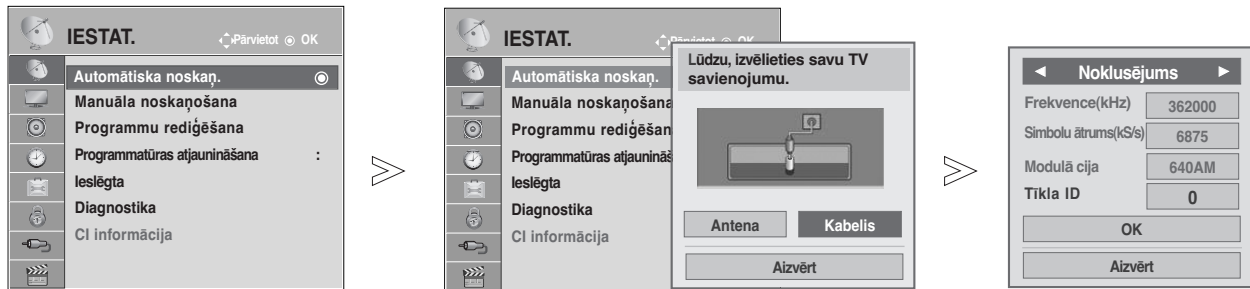 IESTAT.
Pārvietot OK
Automātiska noskaņ.
Manuāla noskaņošana
Programmu rediģēšana
Programmatūras atjaunināšana :
Ieslēgta
Diagnostika
CI informācija
IESTAT.
Pārvietot OK
Automātiska noskaņ.
Manuāla noskaņošana
Programmu rediģēšan
Programmatūras atjaunināš
Ieslēgta
Diagnostika
CI informācija
Lūdzu, izvēlieties savu TV
savienojumu.
Antena Kabelis
Aizvērt
Noklusējums
Frekvence(kHz) 362000
Simbolu ātrums(kS/s) 6875
Modulā cija 640AM
Tīkla ID 0
OK
Aizvērt